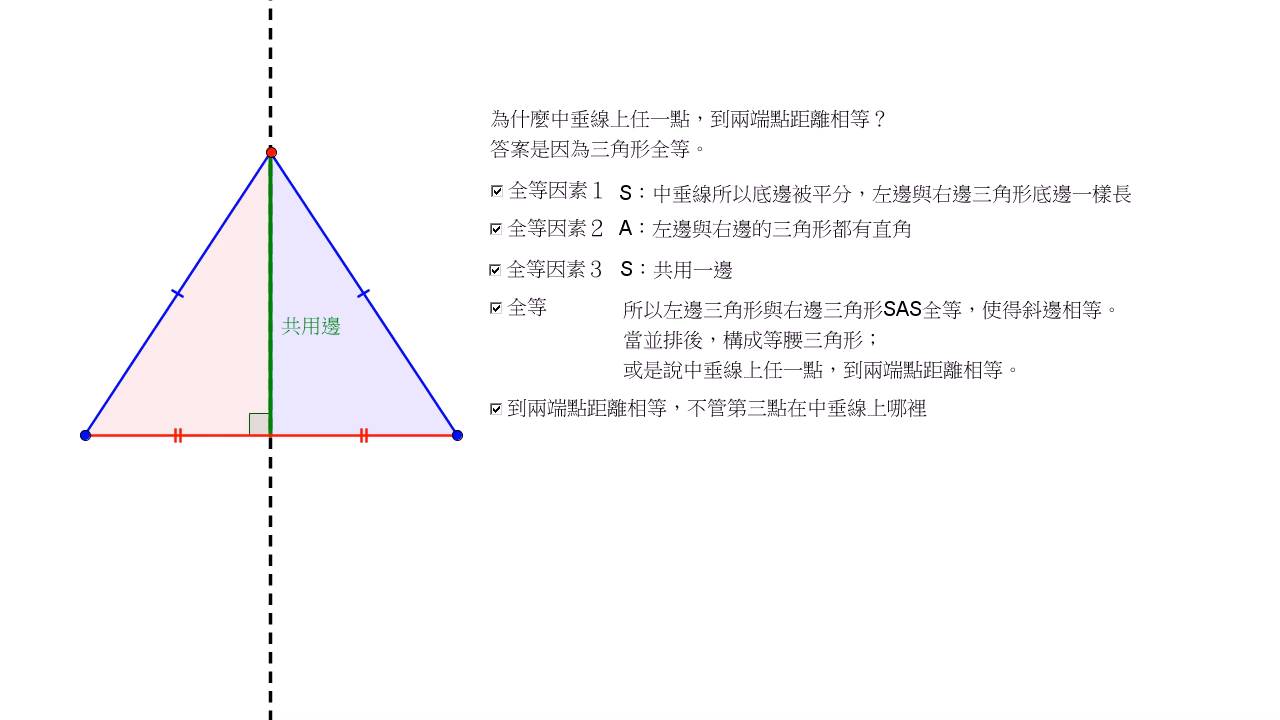 為什麼中垂線上任一點，到兩端點距離相等？
答案是因為三角形全等。
全等因素１ S：中垂線所以底邊被平分，左邊與右邊三角形底邊一樣長
全等因素２ A：左邊與右邊的三角形都有直角
全等因素３ S：共用一邊
全等 所以左邊三角形與右邊三角形SAS全等，使得斜邊相等。
當並排後，構成等腰三角形；
或是說中垂線上任一點，到兩端點距離相等。
到兩端點距離相等，不管第三點在中垂線上哪裡
共用邊